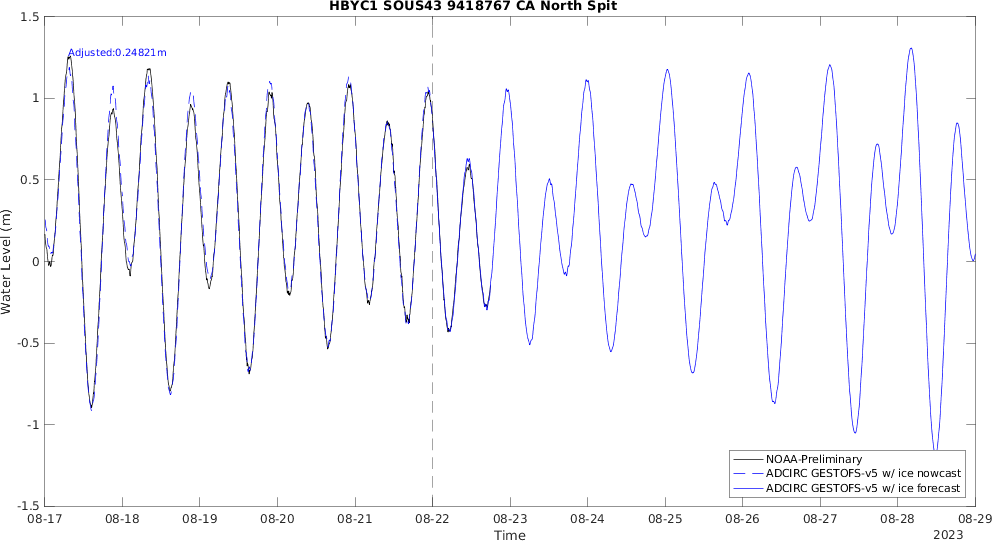 HBYC1 SOUS43 9418767 CA North Spit
Adjusted:0.24821m
1.5
1
0.5
0
-0.5
-1
-1.5
Water Level (m)
NOAA-Preliminary
ADCIRC GESTOFS-v5 w/ ice nowcast
ADCIRC GESTOFS-v5 w/ ice forecast
08-17 08-18 08-19 08-20 08-21 08-22 08-23 08-24 08-25 08-26 08-27 08-28 08-29
Time
2023